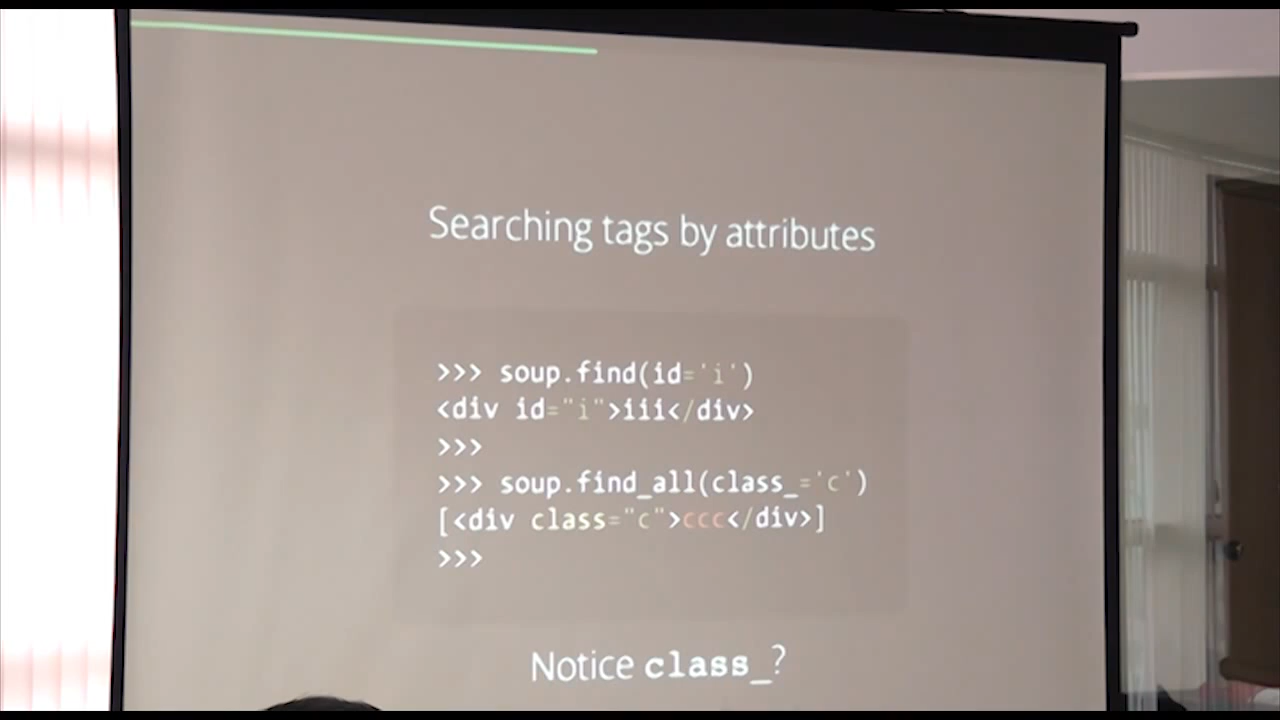 Searching tags by attributes
>>> soup.find(id='i')
<div id="i">iii</div>
>>>
>>> soup.find_all(class_='c')
[<div class="c">ccc</div>]
>>>
Notice class_?